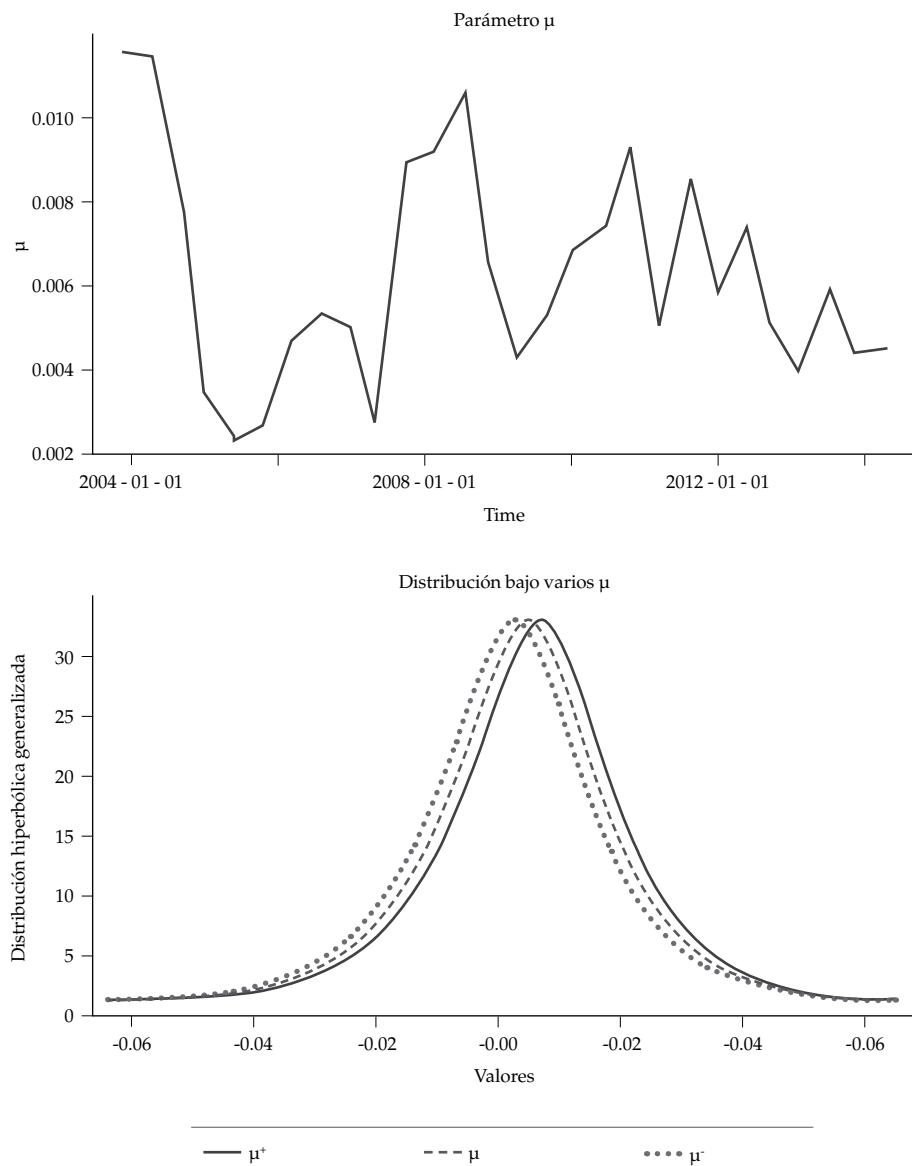 Parámetro µ
µ
0.010
0.008
0.006
0.004
0.002
2004 - 01 - 01
2008 - 01 - 01
2012 - 01 - 01
Time
Distribución bajo varios µ
Distribución hiperbólica generalizada
30
25
20
15
10
5
0
-0.06
-0.04
-0.02
-0.00
-0.02
-0.04
-0.06
Valores
µ⁺
µ
µ⁻